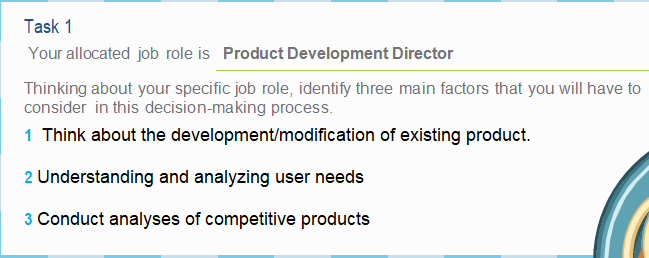 Task 1
Your allocated job role is Product Development Director
Thinking about your specific job role, identify three main factors that you will have to
consider in this decision-making process.
1 Think about the development/modification of existing product.
2 Understanding and analyzing user needs
3 Conduct analyses of competitive products